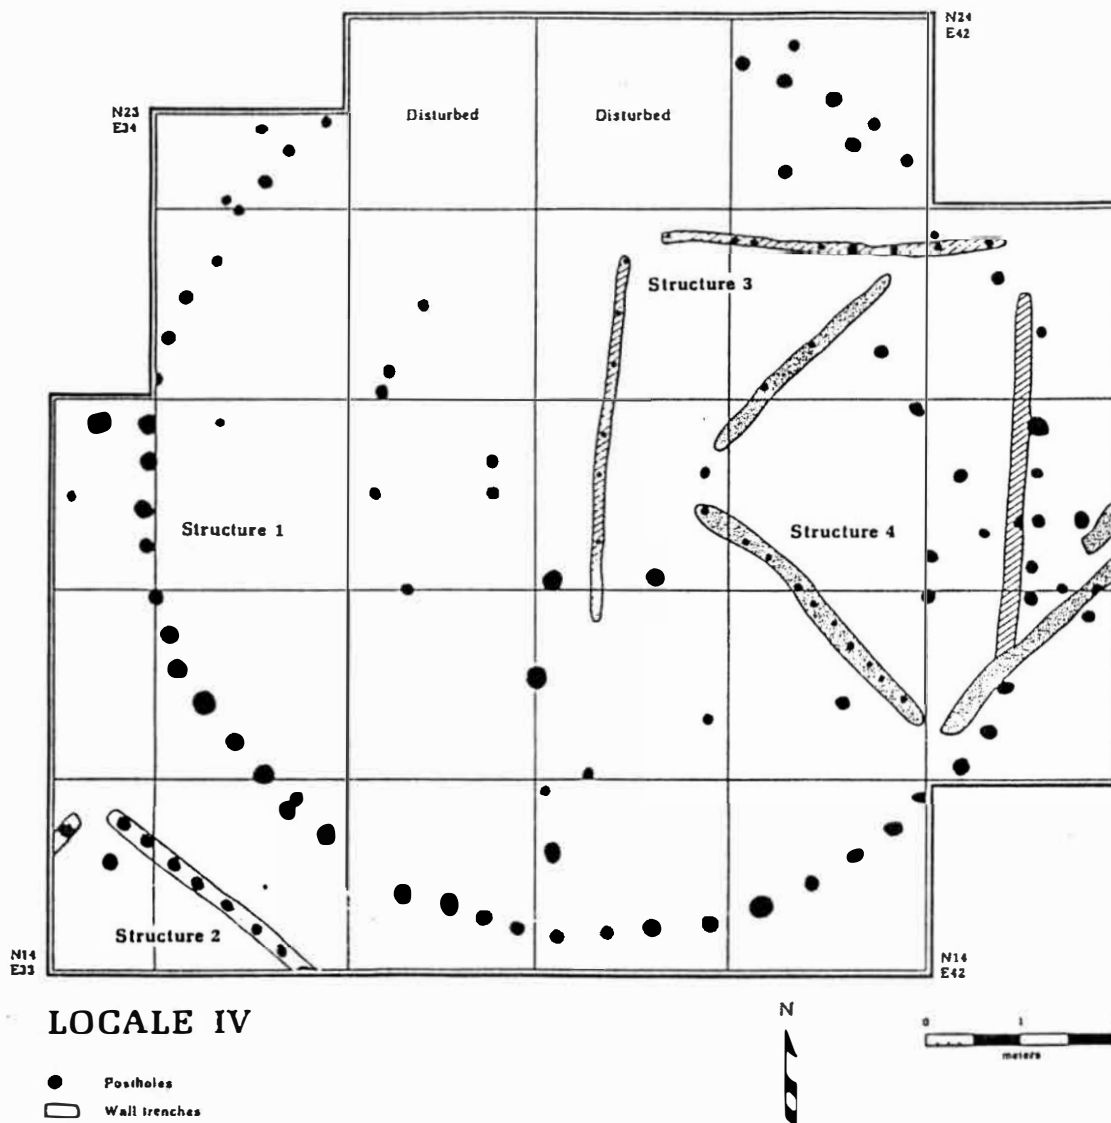 N24
E42
N23
E34
Disturbed
Disturbed
Structure 3
Structure 1
Structure 4
Structure 2
N14
E33
N14
E42
LOCALE IV
N
0 1
meters
Postholes
Wall trenches